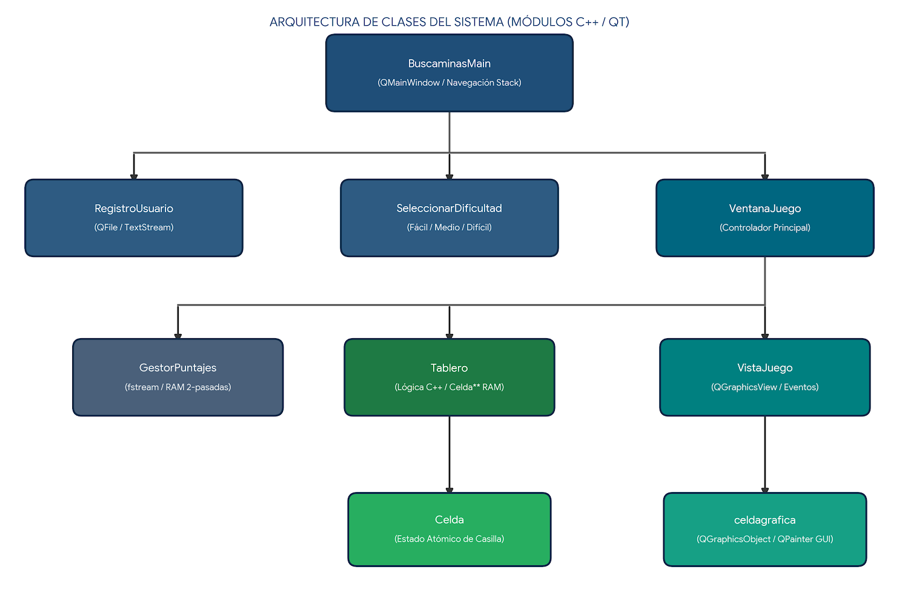 ARQUITECTURA DE CLASES DEL SISTEMA (MÓDULOS C++ / QT)
BuscaminasMain
(QMainWindow / Navegación Stack)
RegistroUsuario
(QFile / TextStream)
SeleccionarDificultad
(Fácil / Medio / Difícil)
VentanaJuego
(Controlador Principal)
GestorPuntajes
(fstream / RAM 2-pasadas)
Tablero
(Lógica C++ / Celda** RAM)
VistaJuego
(QGraphicsView / Eventos)
Celda
(Estado Atómico de Casilla)
celdagrafica
(QGraphicsObject / QPainter GUI)